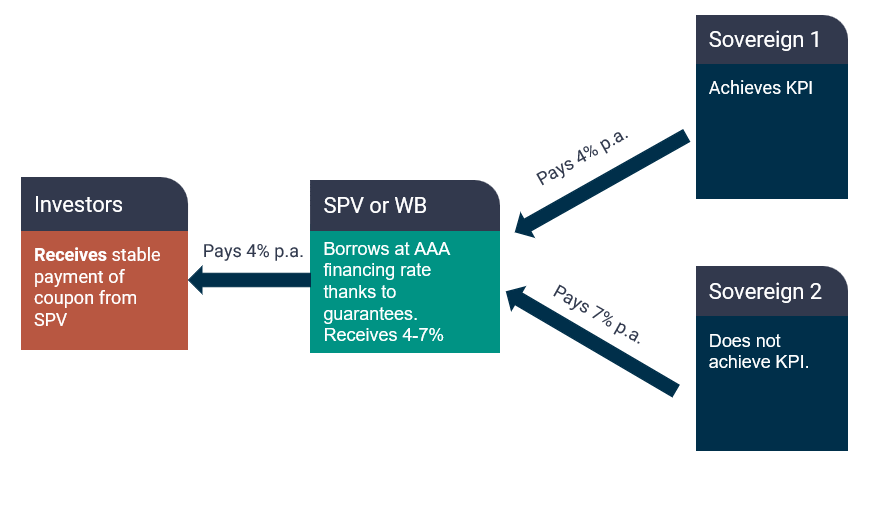 Investors
Receives stable
payment of
coupon from
SPV
Pays 4% p.a.
SPV or WB
Borrows at AAA
financing rate
thanks to
guarantees.
Receives 4-7%
Pays 4% p.a.
Sovereign 1
Achieves KPI
Pays 7% p.a.
Sovereign 2
Does not
achieve KPI.